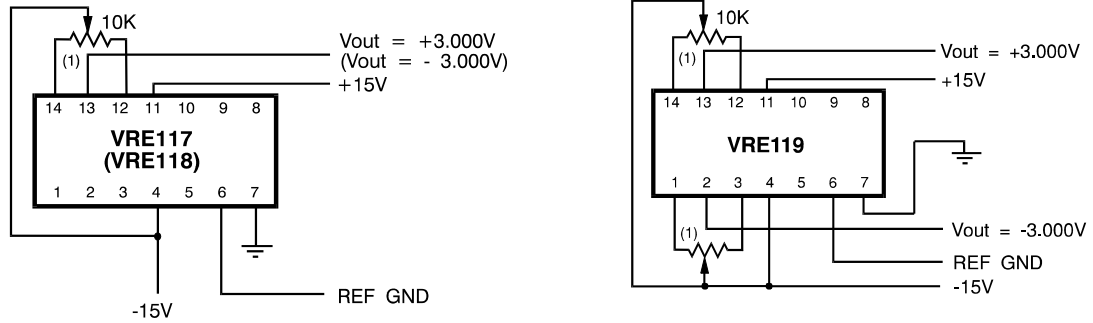 10K
(1)
Vout = +3.000V
(Vout = - 3.000V)
+15V
14 13 12 11 10 9 8
VRE117
(VRE118)
1 2 3 4 5 6 7
REF GND
-15V
10K
(1)
Vout = +3.000V
+15V
14 13 12 11 10 9 8
VRE119
1 2 3 4 5 6 7
(1)
Vout = -3.000V
REF GND
-15V